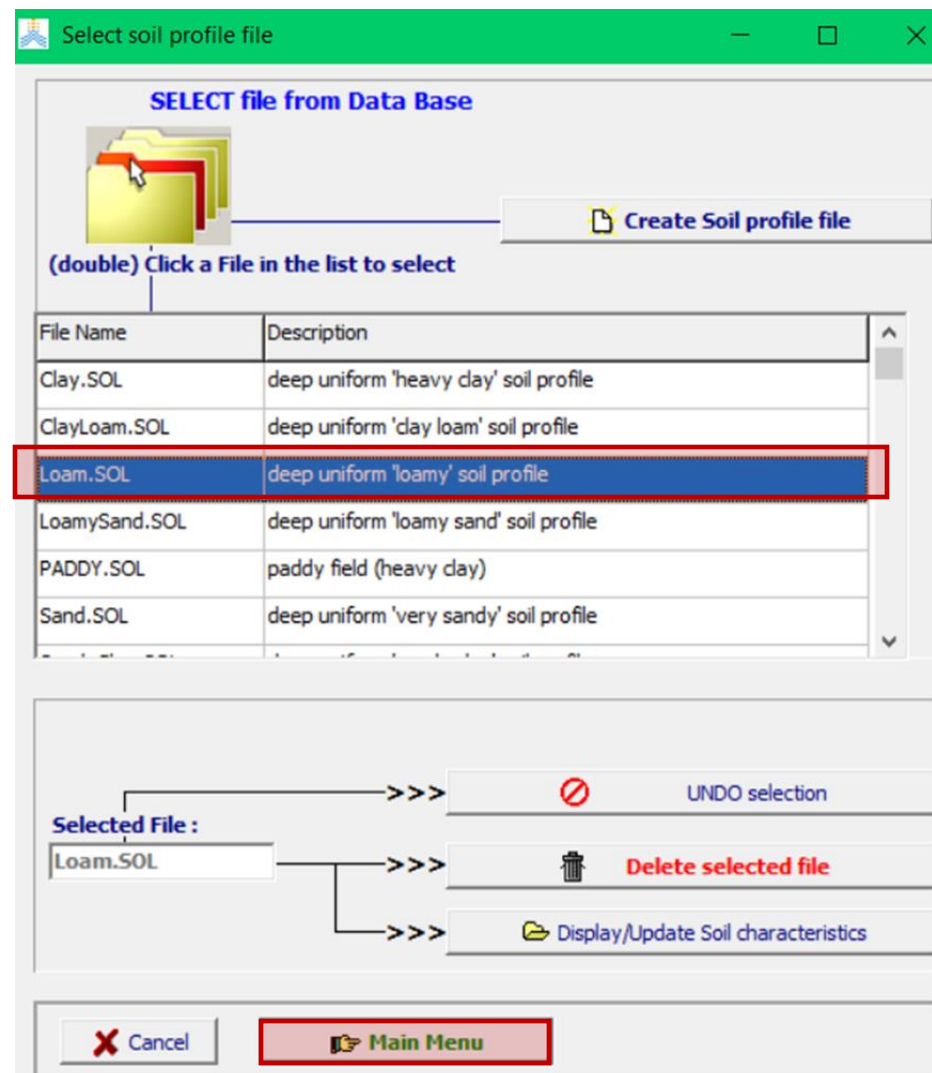 Select soil profile file
SELECT file from Data Base
Create Soil profile file
(double) Click a File in the list to select
File Name Description
Clay.SOL deep uniform 'heavy clay' soil profile
ClayLoam.SOL deep uniform 'clay loam' soil profile
Loam.SOL deep uniform 'loamy' soil profile
LoamySand.SOL deep uniform 'loamy sand' soil profile
PADDY.SOL paddy field (heavy clay)
Sand.SOL deep uniform 'very sandy' soil profile
>>> UNDO selection
Selected File :
Loam.SOL >>> Delete selected file
>>> Display/Update Soil characteristics
Cancel Main Menu